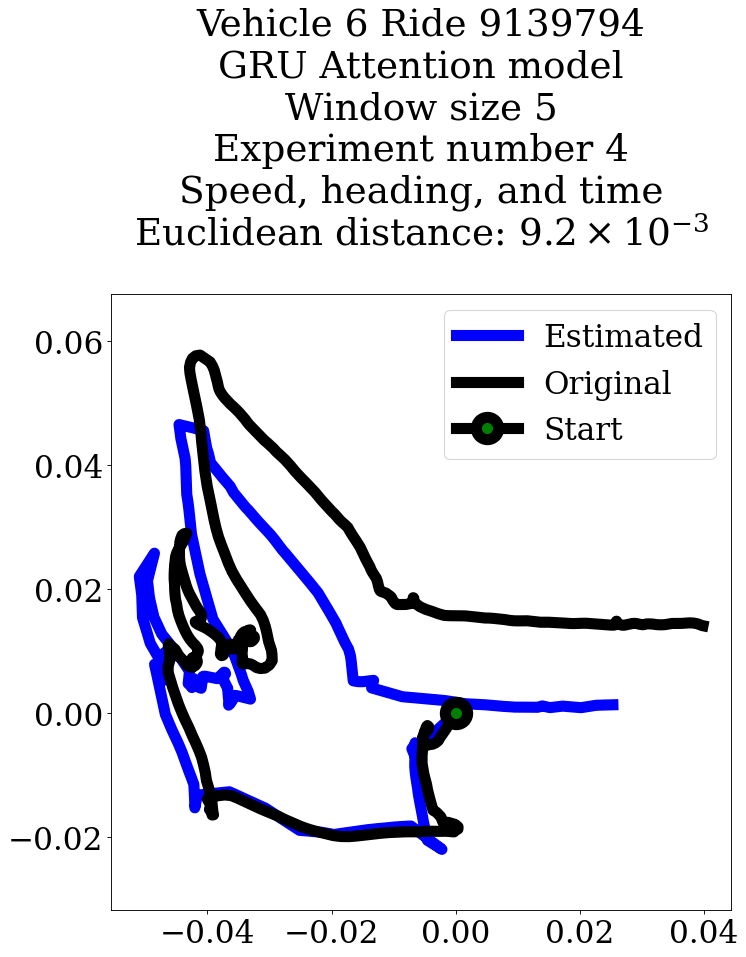 Vehicle 6 Ride 9139794
GRU Attention model
Window size 5
Experiment number 4
Speed, heading, and time
Euclidean distance: 9.2 × 10⁻³
Estimated
Original
Start
0.06
0.04
0.02
0.00
−0.02
−0.04
−0.02
0.00
0.02
0.04